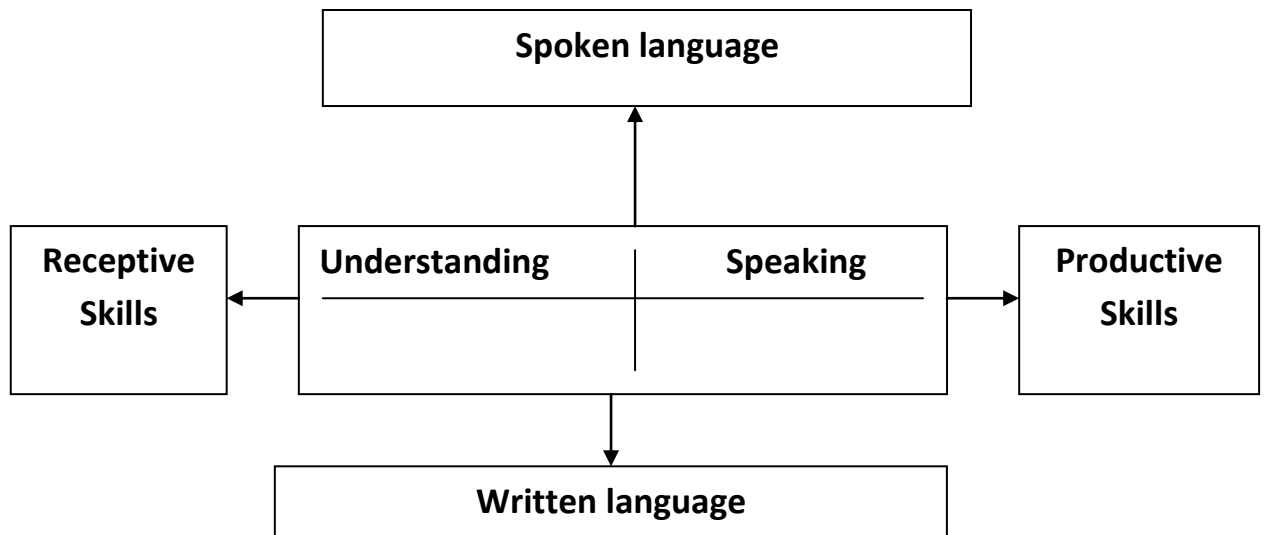 Spoken language
Receptive
Skills
Understanding
Speaking
Productive
Skills
Written language